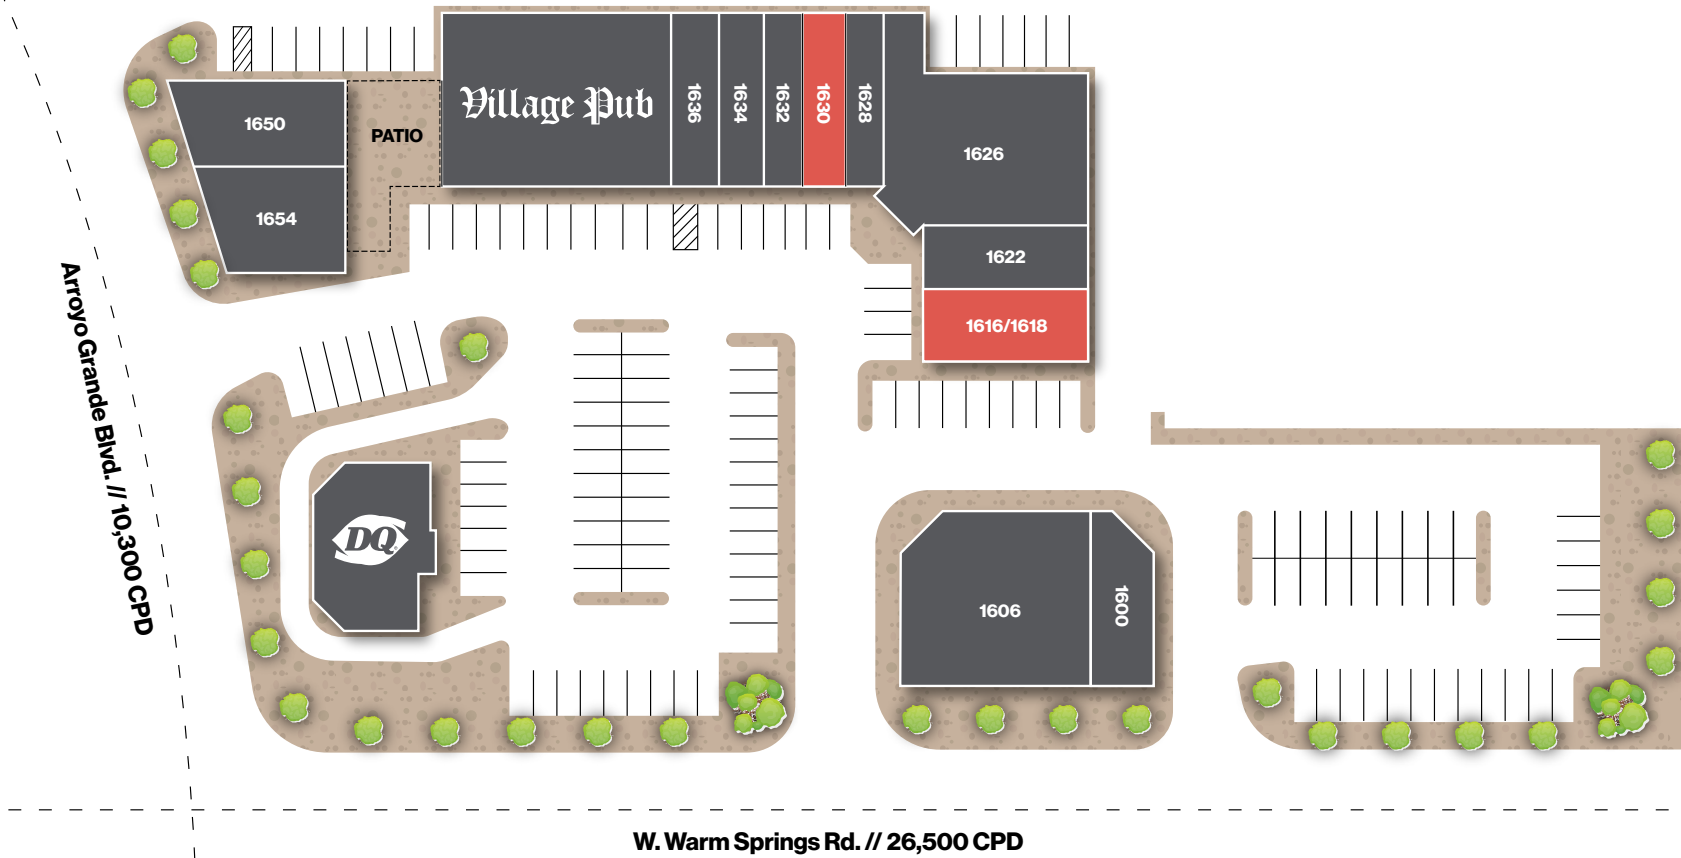 Village Pub
1636
1634
1632
1630
1628
1626
1650
PATIO
1654
1622
1616/1618
Arroyo Grande Blvd. // 10,300 CPD
DQ
1606
1600
W. Warm Springs Rd. // 26,500 CPD